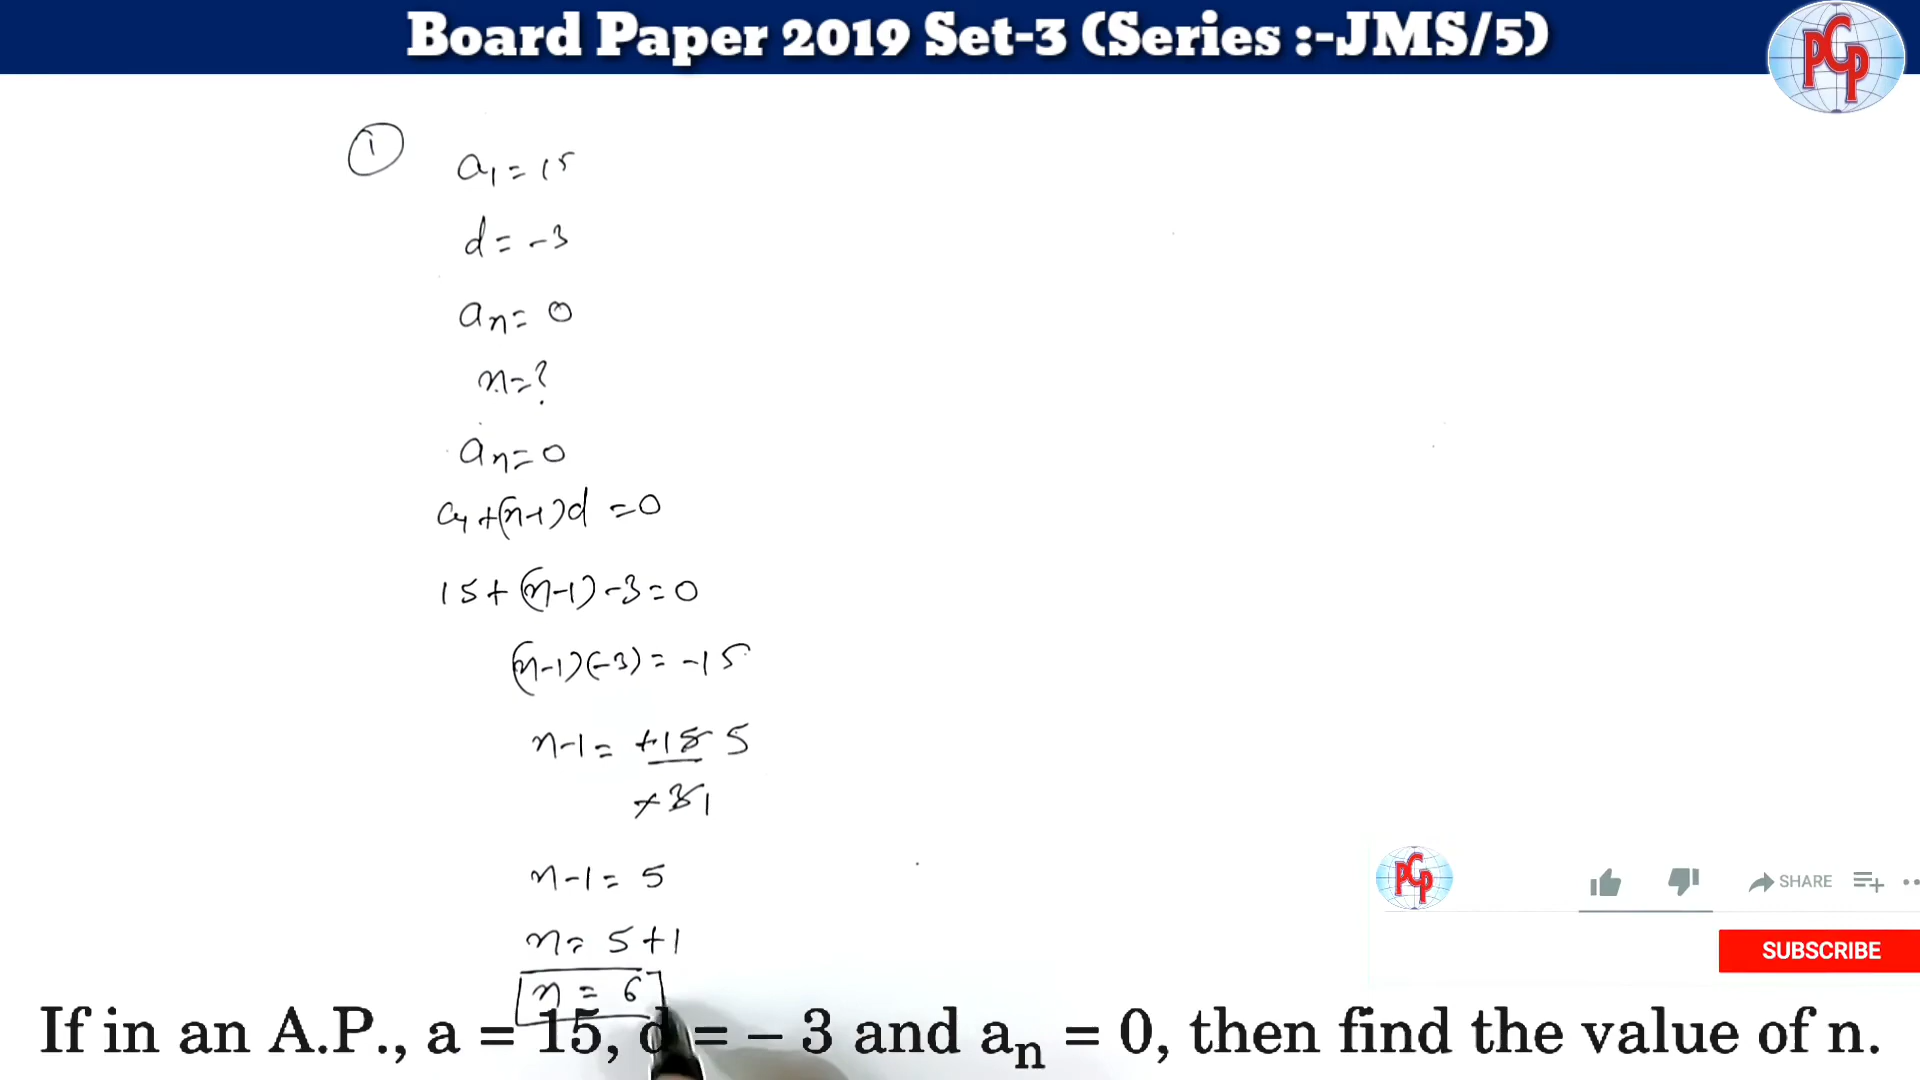 Board Paper 2019 Set-3 (Series :-JMS/5)
PGP
①
a₁ = 15
d = -3
aₙ = 0
n = ?
aₙ = 0
a₁ + (n-1)d = 0
15 + (n-1) -3 = 0
(n-1)(-3) = -15
n-1 = +15 5
+3 1
n-1 = 5
n = 5+1
n = 6
PGP
SHARE
SUBSCRIBE
If in an A.P., a = 15, d = – 3 and aₙ = 0, then find the value of n.